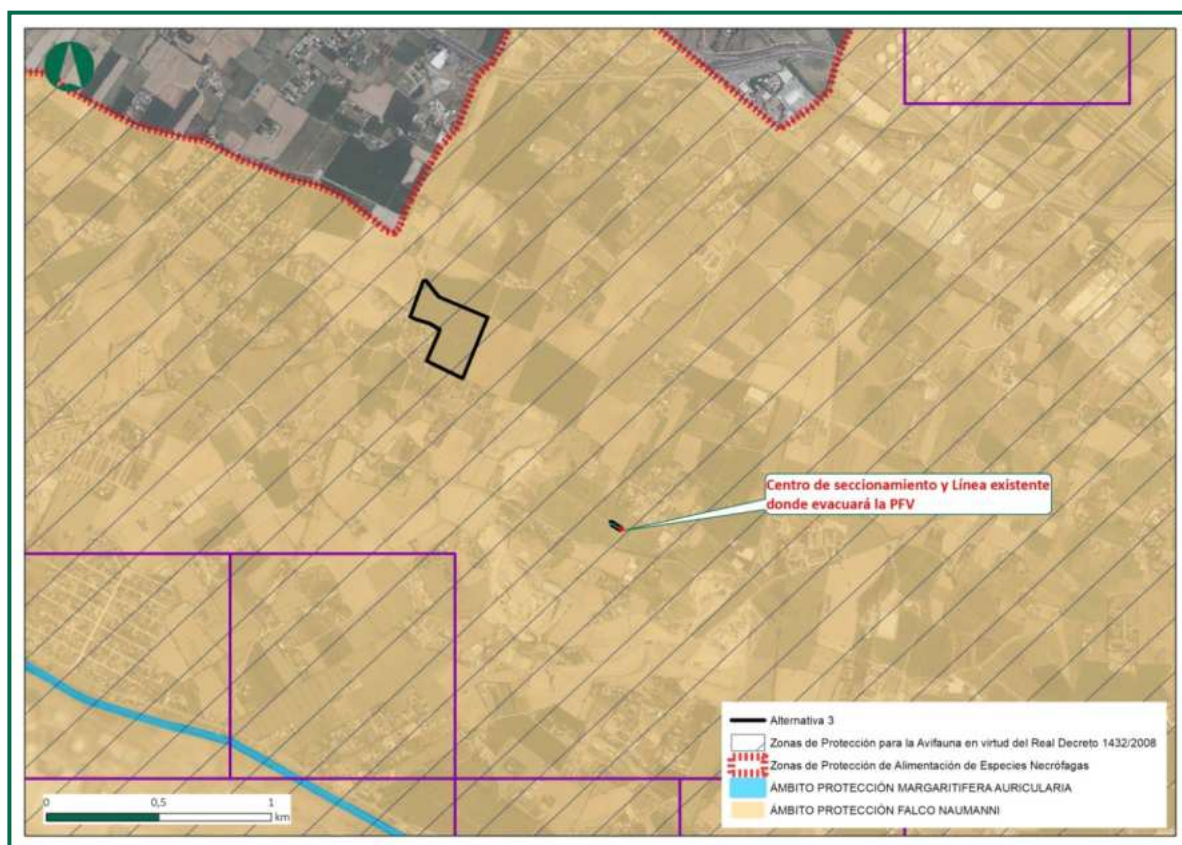 Centro de seccionamiento y Línea existente
donde evacuará la PFV
Alternativa 3
Zonas de Protección para la Avifauna en virtud del Real Decreto 1432/2008
Zonas de Protección de Alimentación de Especies Necrófagas
ÁMBITO PROTECCIÓN MARGARITIFERA AURICULARIA
ÁMBITO PROTECCIÓN FALCO NAUMANNI
0 0,5 1
km